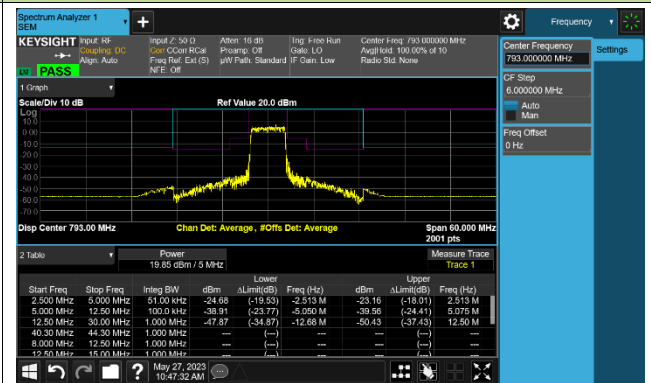 Spectrum Analyzer 1
SEM
Frequency
KEYSIGHT
Input: RF
Coupling: DC
Align: Auto
Input Z: 50 Ω
Corr CCorr RCal
Freq Ref: Ext (S)
NFE: Off
Atten: 16 dB
Preamp: Off
µW Path: Standard
Trig: Free Run
Gate: LO
IF Gain: Low
Center Freq: 793.000000 MHz
Avg|Hold: 100.00% of 10
Radio Std: None
PASS
Center Frequency
793.000000 MHz
Settings
CF Step
6.000000 MHz
Auto
Man
Freq Offset
0 Hz
1 Graph
Scale/Div 10 dB
Ref Value 20.0 dBm
Log
10.0
0.00
-10.0
-20.0
-30.0
-40.0
-50.0
-60.0
-70.0
Disp Center 793.00 MHz
Chan Det: Average, #Offs Det: Average
Span 60.000 MHz
2001 pts
2 Table
Power
19.85 dBm / 5 MHz
Measure Trace
Trace 1
Lower Upper
Start Freq Stop Freq Integ BW dBm ΔLimit(dB) Freq (Hz) dBm ΔLimit(dB) Freq (Hz)
2.500 MHz 5.000 MHz 51.00 kHz -24.68 (-19.53) -2.513 M -23.16 (-18.01) 2.513 M
5.000 MHz 12.50 MHz 100.0 kHz -38.91 (-23.77) -5.050 M -39.56 (-24.41) 5.075 M
12.50 MHz 30.00 MHz 1.000 MHz -47.87 (-34.87) -12.68 M -50.43 (-37.43) 12.50 M
40.30 MHz 44.30 MHz 1.000 MHz --- (---) --- --- (---) ---
8.000 MHz 12.50 MHz 1.000 MHz --- (---) --- --- (---) ---
12.50 MHz 15.00 MHz 1.000 MHz --- (---) --- --- (---) ---
May 27, 2023
10:47:32 AM